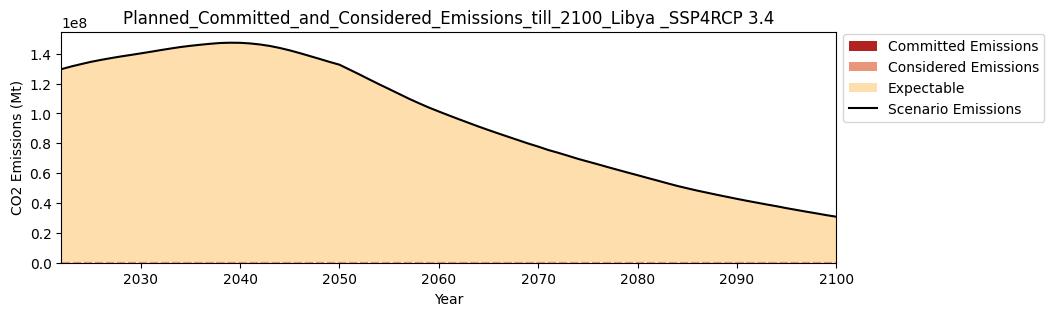 Planned_Committed_and_Considered_Emissions_till_2100_Libya _SSP4RCP 3.4
1e8
1.4
1.2
1.0
0.8
0.6
0.4
0.2
0.0
CO2 Emissions (Mt)
2030 2040 2050 2060 2070 2080 2090 2100
Year
Committed Emissions
Considered Emissions
Expectable
Scenario Emissions